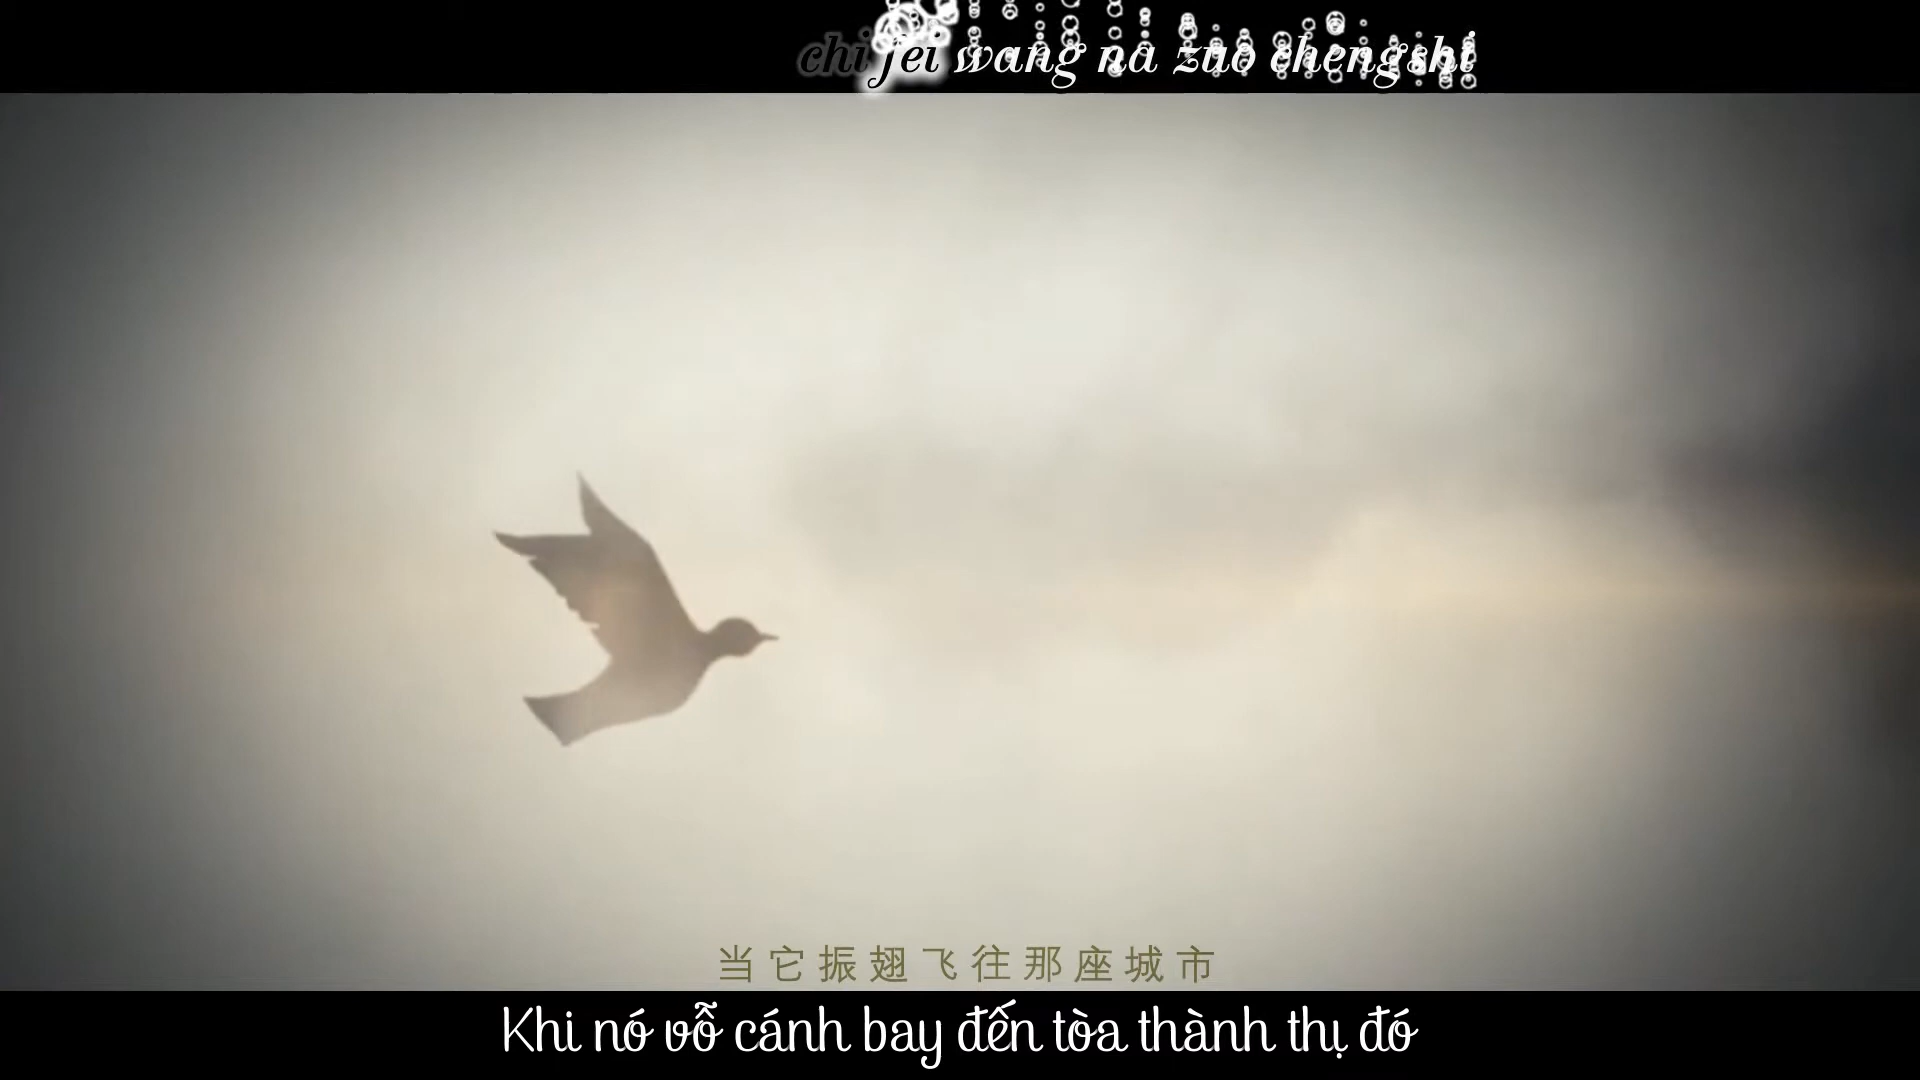 chi fei wang na zuo chengshi
当它振翅飞往那座城市
Khi nó vỗ cánh bay đến tòa thành thị đó